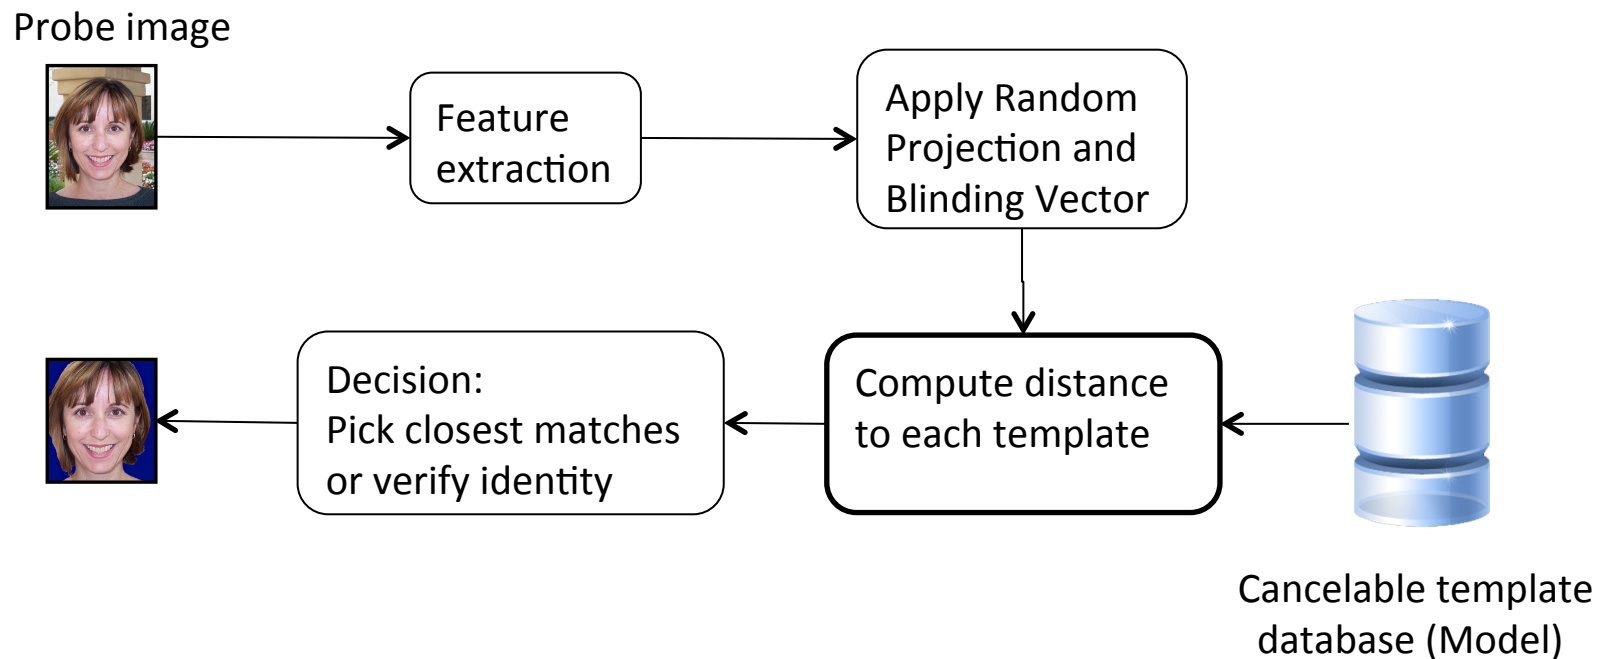 Probe image
Feature
extraction
Apply Random
Projection and
Blinding Vector
Decision:
Pick closest matches
or verify identity
Compute distance
to each template
Cancelable template
database (Model)